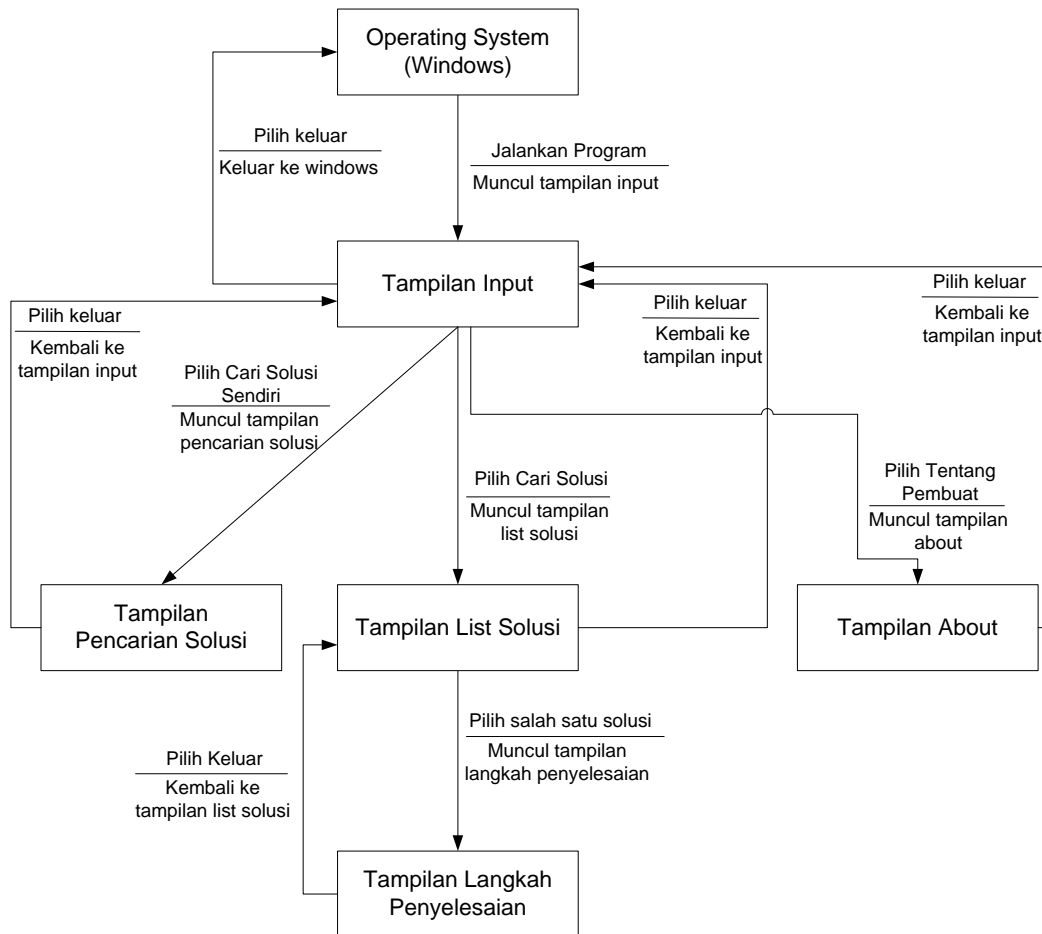 Operating System
(Windows)
Pilih keluar
Keluar ke windows
Jalankan Program
Muncul tampilan input
Tampilan Input
Pilih keluar
Kembali ke
tampilan input
Pilih keluar
Kembali ke
tampilan input
Pilih keluar
Kembali ke
tampilan input
Pilih Cari Solusi
Sendiri
Muncul tampilan
pencarian solusi
Pilih Cari Solusi
Muncul tampilan
list solusi
Pilih Tentang
Pembuat
Muncul tampilan
about
Tampilan
Pencarian Solusi
Tampilan List Solusi
Tampilan About
Pilih salah satu solusi
Muncul tampilan
langkah penyelesaian
Pilih Keluar
Kembali ke
tampilan list solusi
Tampilan Langkah
Penyelesaian